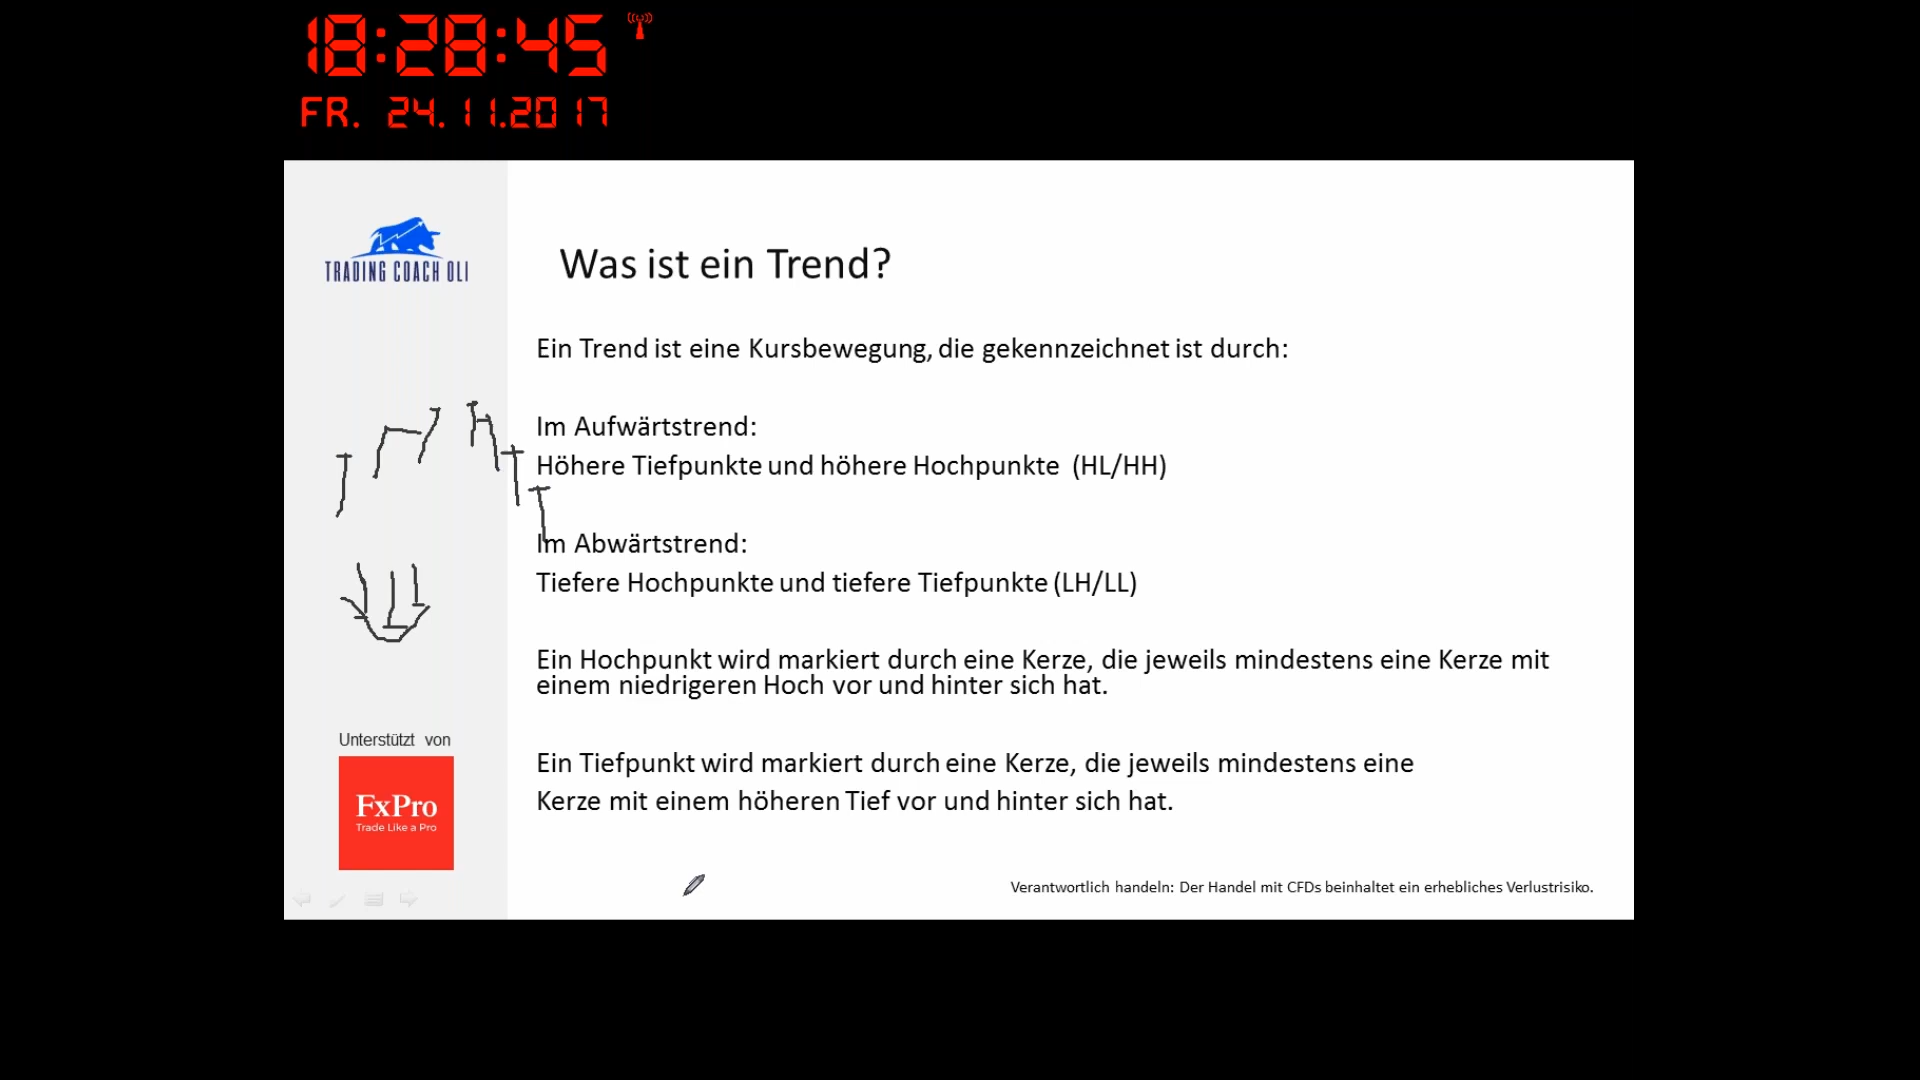 18:28:45
FR. 24.11.2017
TRADING COACH OLI
Was ist ein Trend?
Ein Trend ist eine Kursbewegung, die gekennzeichnet ist durch:
Im Aufwärtstrend:
Höhere Tiefpunkte und höhere Hochpunkte (HL/HH)
Im Abwärtstrend:
Tiefere Hochpunkte und tiefere Tiefpunkte (LH/LL)
Ein Hochpunkt wird markiert durch eine Kerze, die jeweils mindestens eine Kerze mit
einem niedrigeren Hoch vor und hinter sich hat.
Ein Tiefpunkt wird markiert durch eine Kerze, die jeweils mindestens eine
Kerze mit einem höheren Tief vor und hinter sich hat.
Unterstützt von
FxPro
Trade Like a Pro
Verantwortlich handeln: Der Handel mit CFDs beinhaltet ein erhebliches Verlustrisiko.